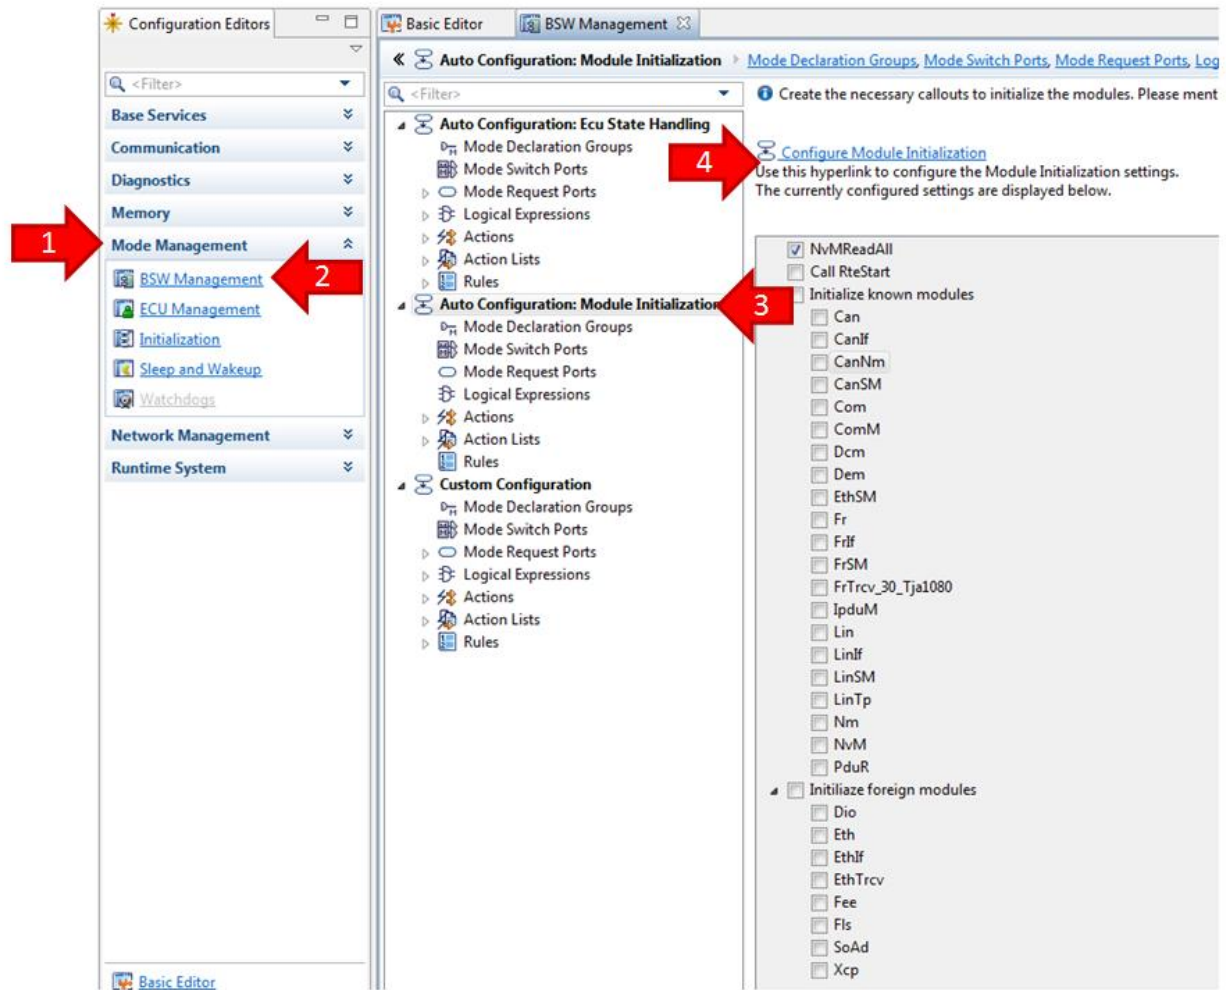 Configuration Editors
<Filter>
Base Services
Communication
Diagnostics
Memory
1
Mode Management
BSW Management
2
ECU Management
Initialization
Sleep and Wakeup
Watchdogs
Network Management
Runtime System
Basic Editor
Basic Editor
BSW Management
« Auto Configuration: Module Initialization
Mode Declaration Groups, Mode Switch Ports, Mode Request Ports, Log
<Filter>
Auto Configuration: Ecu State Handling
Mode Declaration Groups
Mode Switch Ports
Mode Request Ports
Logical Expressions
Actions
Action Lists
Rules
Auto Configuration: Module Initialization
3
Mode Declaration Groups
Mode Switch Ports
Mode Request Ports
Logical Expressions
Actions
Action Lists
Rules
Custom Configuration
Mode Declaration Groups
Mode Switch Ports
Mode Request Ports
Logical Expressions
Actions
Action Lists
Rules
Create the necessary callouts to initialize the modules. Please ment
4
Configure Module Initialization
Use this hyperlink to configure the Module Initialization settings.
The currently configured settings are displayed below.
NvMReadAll
Call RteStart
Initialize known modules
Can
CanIf
CanNm
CanSM
Com
ComM
Dcm
Dem
EthSM
Fr
FrIf
FrSM
FrTrcv_30_Tja1080
IpduM
Lin
LinIf
LinSM
LinTp
Nm
NvM
PduR
Initiliaze foreign modules
Dio
Eth
EthIf
EthTrcv
Fee
Fls
SoAd
Xcp